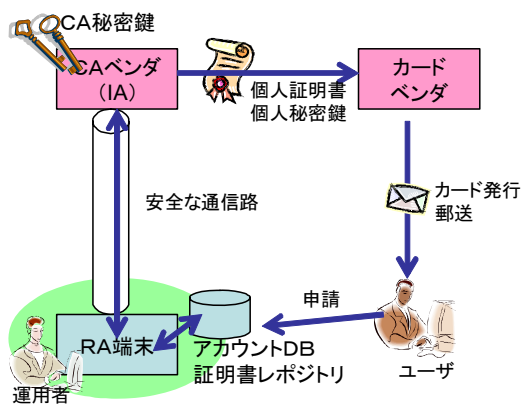 CA秘密鍵
CAベンダ
(IA)
個人証明書
個人秘密鍵
カード
ベンダ
安全な通信路
カード発行
郵送
申請
RA端末
アカウントDB
証明書レポジトリ
ユーザ
運用者